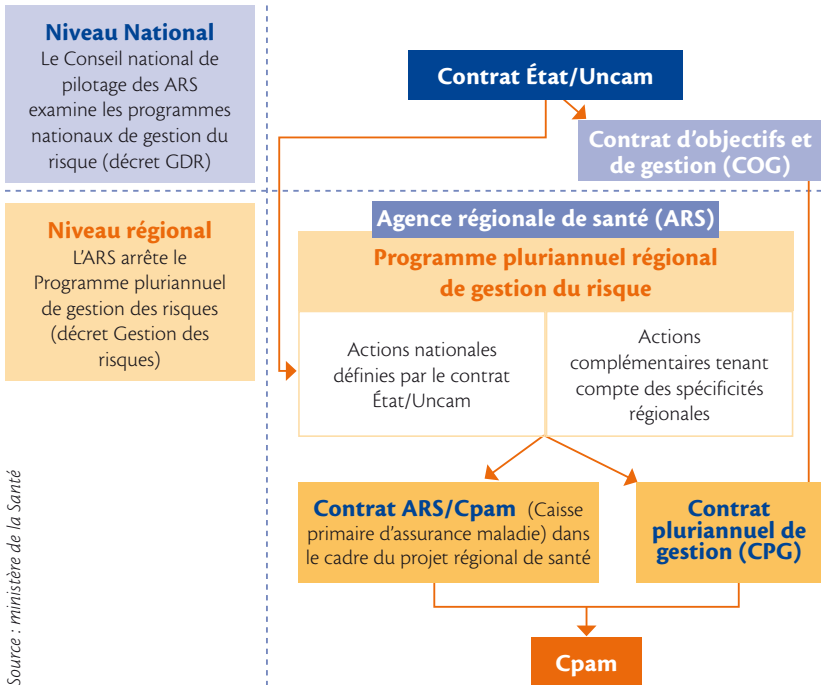 Niveau National
Le Conseil national de
pilotage des ARS
examine les programmes
nationaux de gestion du
risque (décret GDR)
Contrat État/Uncam
Contrat d'objectifs et
de gestion (COG)
Niveau régional
L'ARS arrête le
Programme pluriannuel
de gestion des risques
(décret Gestion des
risques)
Agence régionale de santé (ARS)
Programme pluriannuel régional
de gestion du risque
Actions nationales
définies par le contrat
État/Uncam
Actions
complémentaires tenant
compte des spécificités
régionales
Contrat ARS/Cpam (Caisse
primaire d'assurance maladie) dans
le cadre du projet régional de santé
Contrat
pluriannuel de
gestion (CPG)
Cpam
Source : ministère de la Santé